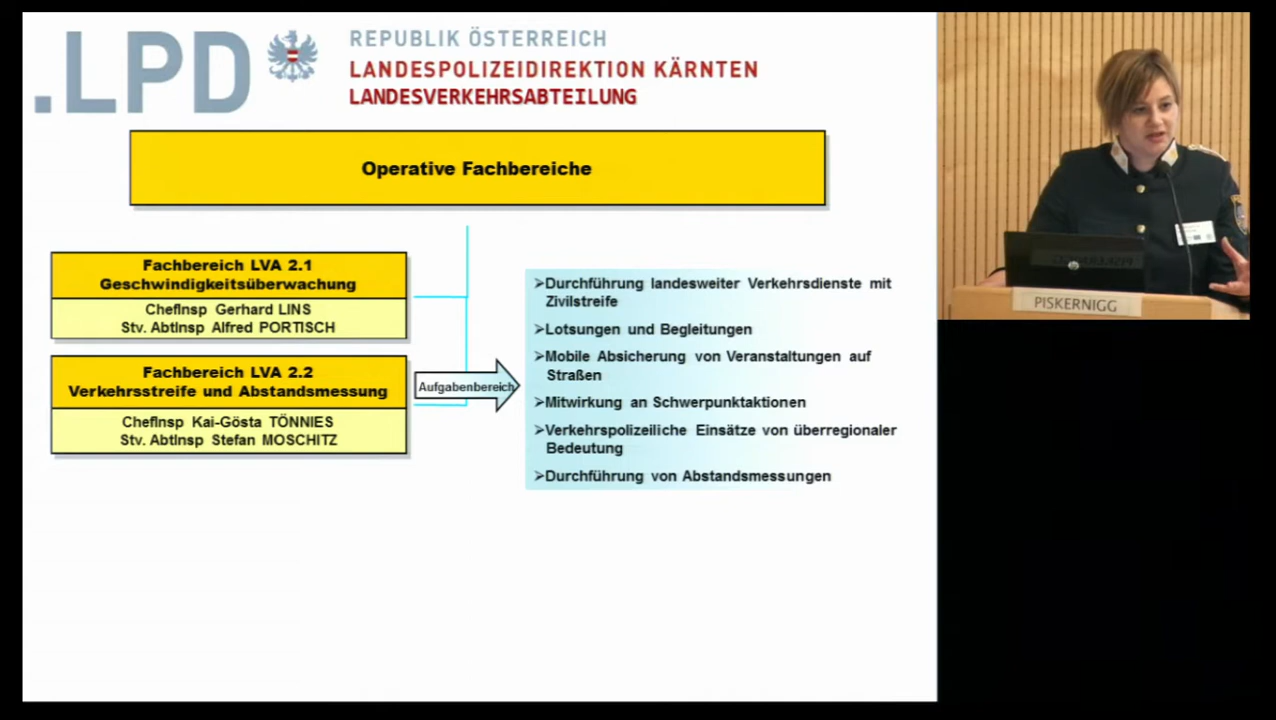 .LPD
REPUBLIK ÖSTERREICH
LANDESPOLIZEIDIREKTION KÄRNTEN
LANDESVERKEHRSABTEILUNG
Operative Fachbereiche
Fachbereich LVA 2.1
Geschwindigkeitsüberwachung
ChefInsp Gerhard LINS
Stv. AbtInsp Alfred PORTISCH
Fachbereich LVA 2.2
Verkehrsstreife und Abstandsmessung
ChefInsp Kai-Gösta TÖNNIES
Stv. AbtInsp Stefan MOSCHITZ
Aufgabenbereich
➢Durchführung landesweiter Verkehrsdienste mit
Zivilstreife
➢Lotsungen und Begleitungen
➢Mobile Absicherung von Veranstaltungen auf
Straßen
➢Mitwirkung an Schwerpunktaktionen
➢Verkehrspolizeiliche Einsätze von überregionaler
Bedeutung
➢Durchführung von Abstandsmessungen
PISKERNIGG